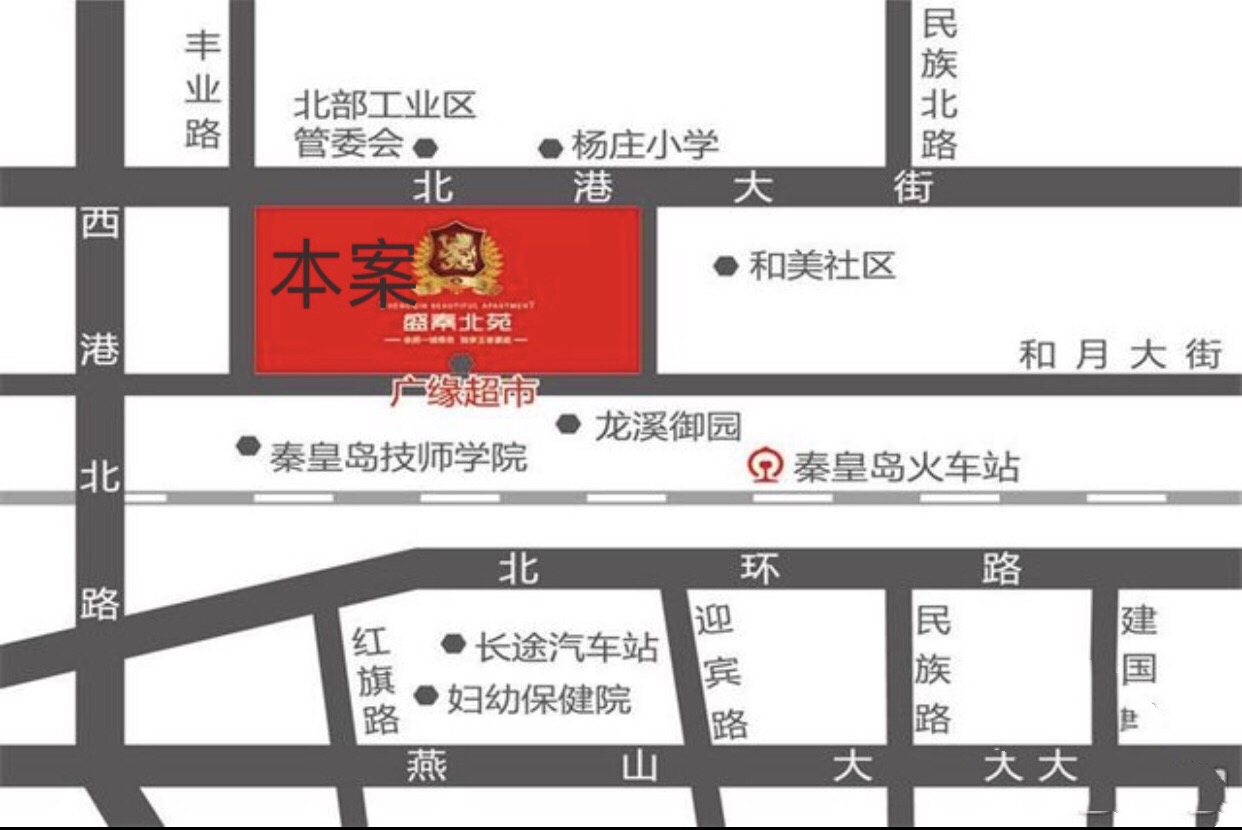 丰业路
民族北路
北部工业区
管委会
杨庄小学
北港大街
西港北路
本案
盛秦北苑
和美社区
和月大街
广缘超市
龙溪御园
秦皇岛技师学院
秦皇岛火车站
北环路
红旗路
长途汽车站
妇幼保健院
迎宾路
民族路
建国
燕山大大大